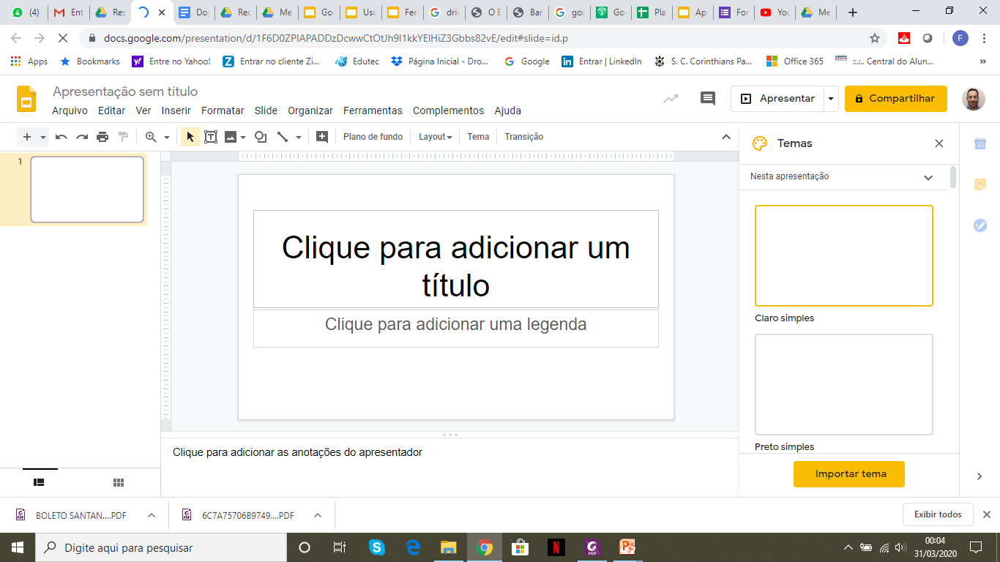 (4)
Ent
Res
Doc
Rec
Me
Goo
Usc
Fer
driv
O E
Bar
goc
Go
Pla
Ap
For
You
Me
docs.google.com/presentation/d/1F6D0ZPIAPADDzDcwwCtOtJh9I1kkYEIHiZ3Gbbs82vE/edit#slide=id.p
F
Apps
Bookmarks
Entre no Yahoo!
Entrar no cliente Zi...
Edutec
Página Inicial - Dro...
Google
Entrar | LinkedIn
S. C. Corinthians Pa...
Office 365
::.:.. Central do Alun...
»
Apresentação sem título
Arquivo Editar Ver Inserir Formatar Slide Organizar Ferramentas Complementos Ajuda
Apresentar
Compartilhar
Plano de fundo
Layout
Tema
Transição
Temas
31
1
Nesta apresentação
Clique para adicionar um
título
Clique para adicionar uma legenda
Claro simples
Preto simples
Clique para adicionar as anotações do apresentador
Importar tema
BOLETO SANTAN....PDF
6C7A75706B9749....PDF
Exibir todos
Digite aqui para pesquisar
00:04
31/03/2020